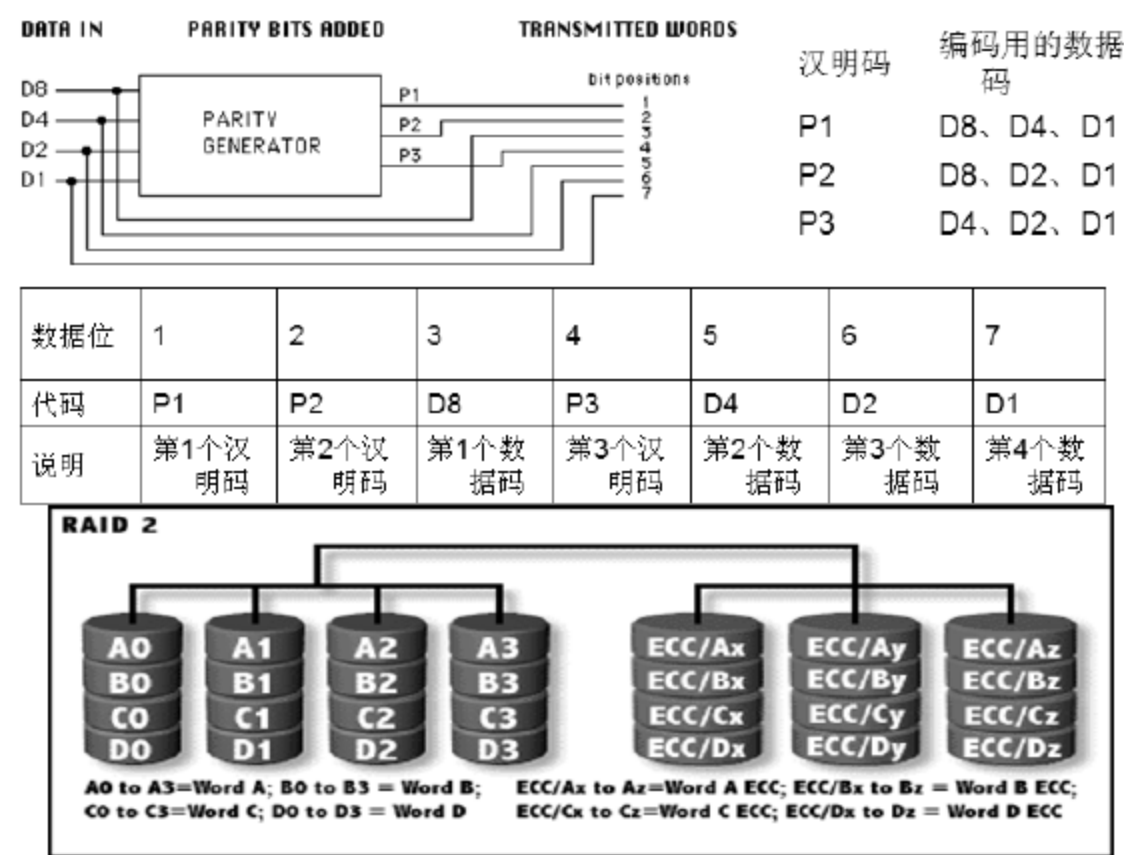 DATA IN PARITY BITS ADDED TRANSMITTED WORDS
bit positions
D8
D4
D2
D1
PARITY
GENERATOR
P1
P2
P3
1
2
3
4
5
6
7
汉明码 编码用的数据
码
P1 D8、D4、D1
P2 D8、D2、D1
P3 D4、D2、D1
数据位 1 2 3 4 5 6 7
代码 P1 P2 D8 P3 D4 D2 D1
说明 第1个汉明码 第2个汉明码 第1个数据码 第3个汉明码 第2个数据码 第3个数据码 第4个数据码
RAID 2
A0 A1 A2 A3 ECC/Ax ECC/Ay ECC/Az
B0 B1 B2 B3 ECC/Bx ECC/By ECC/Bz
C0 C1 C2 C3 ECC/Cx ECC/Cy ECC/Cz
D0 D1 D2 D3 ECC/Dx ECC/Dy ECC/Dz
A0 to A3=Word A; B0 to B3 = Word B; ECC/Ax to Az=Word A ECC; ECC/Bx to Bz = Word B ECC;
C0 to C3=Word C; D0 to D3 = Word D ECC/Cx to Cz=Word C ECC; ECC/Dx to Dz = Word D ECC